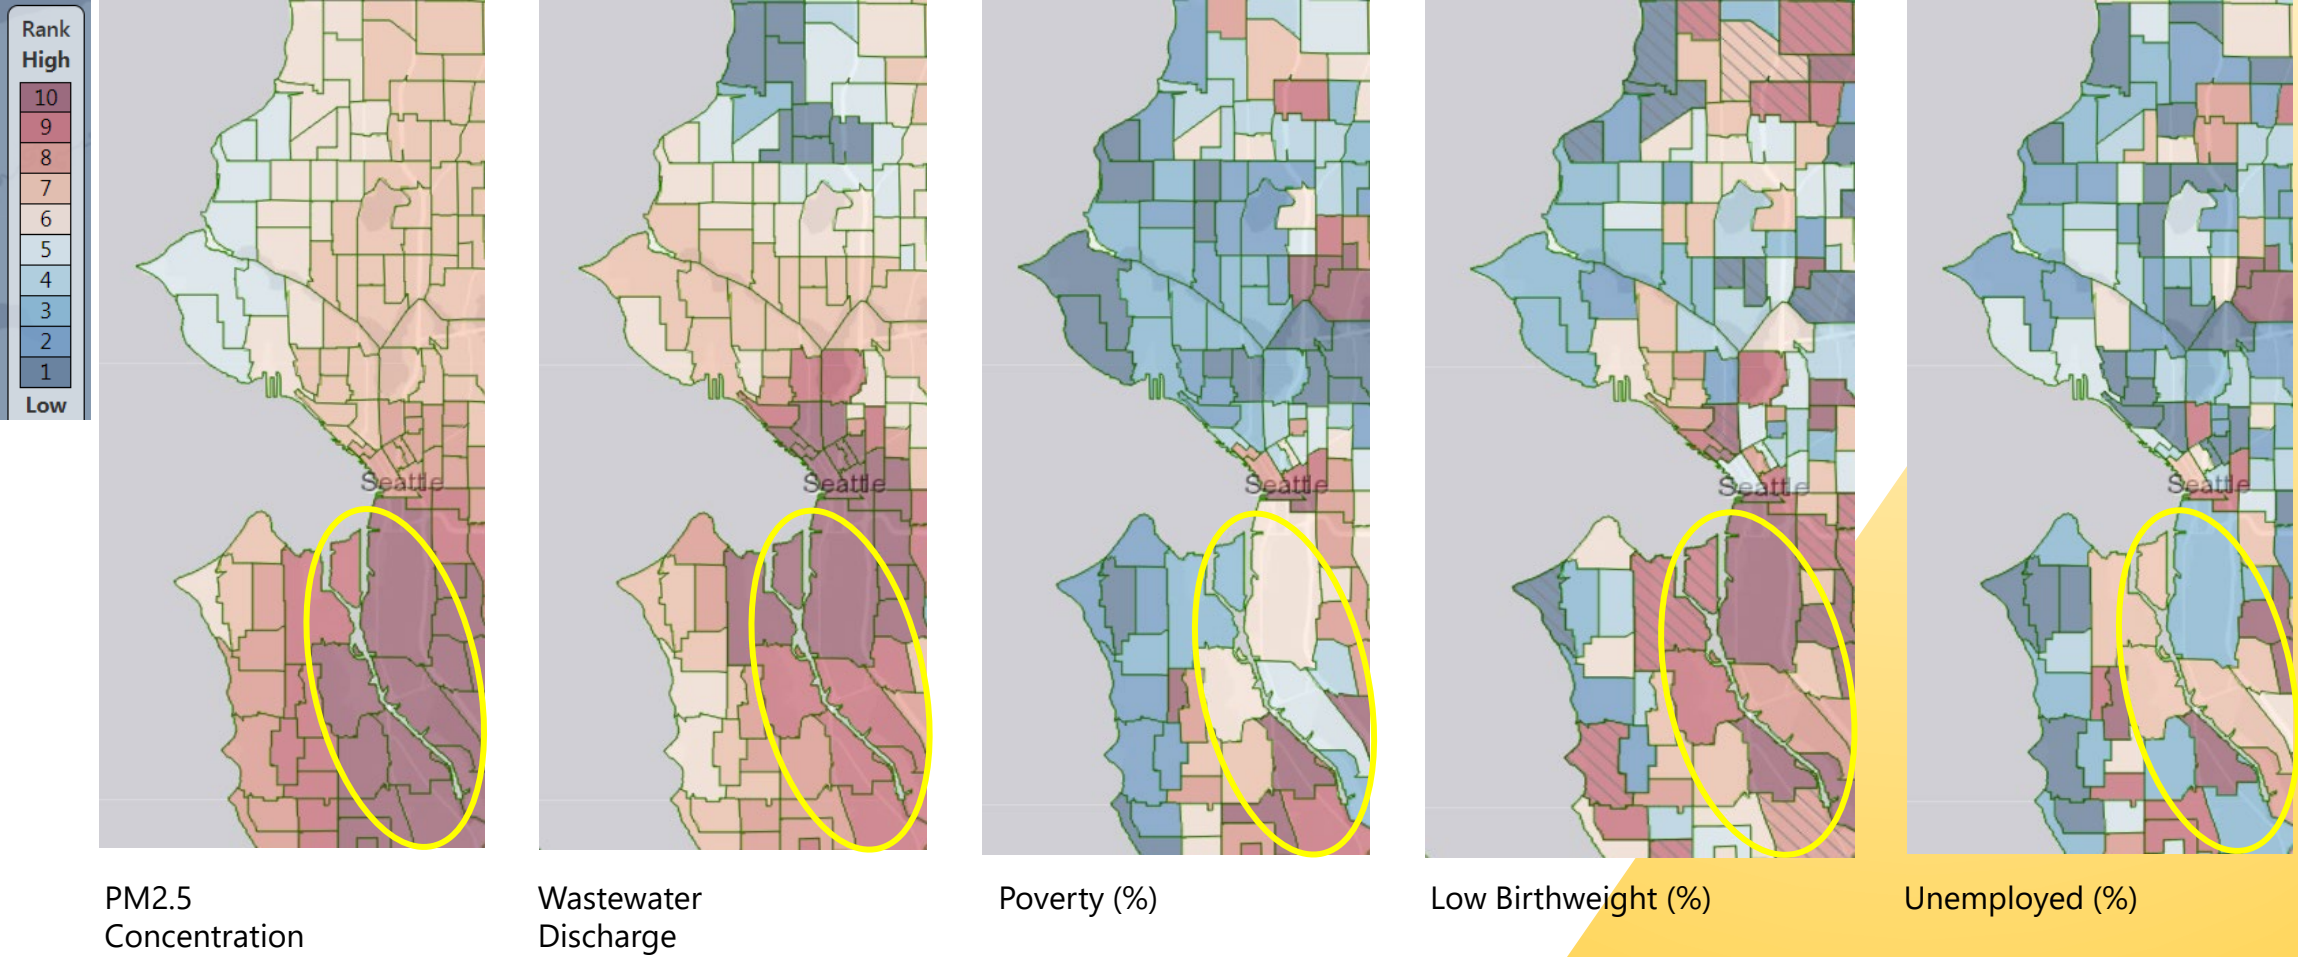 Rank
High
10
9
8
7
6
5
4
3
2
1
Low
Seattle
Seattle
Seattle
Seattle
Seattle
PM2.5
Concentration
Wastewater
Discharge
Poverty (%)
Low Birthweight (%)
Unemployed (%)